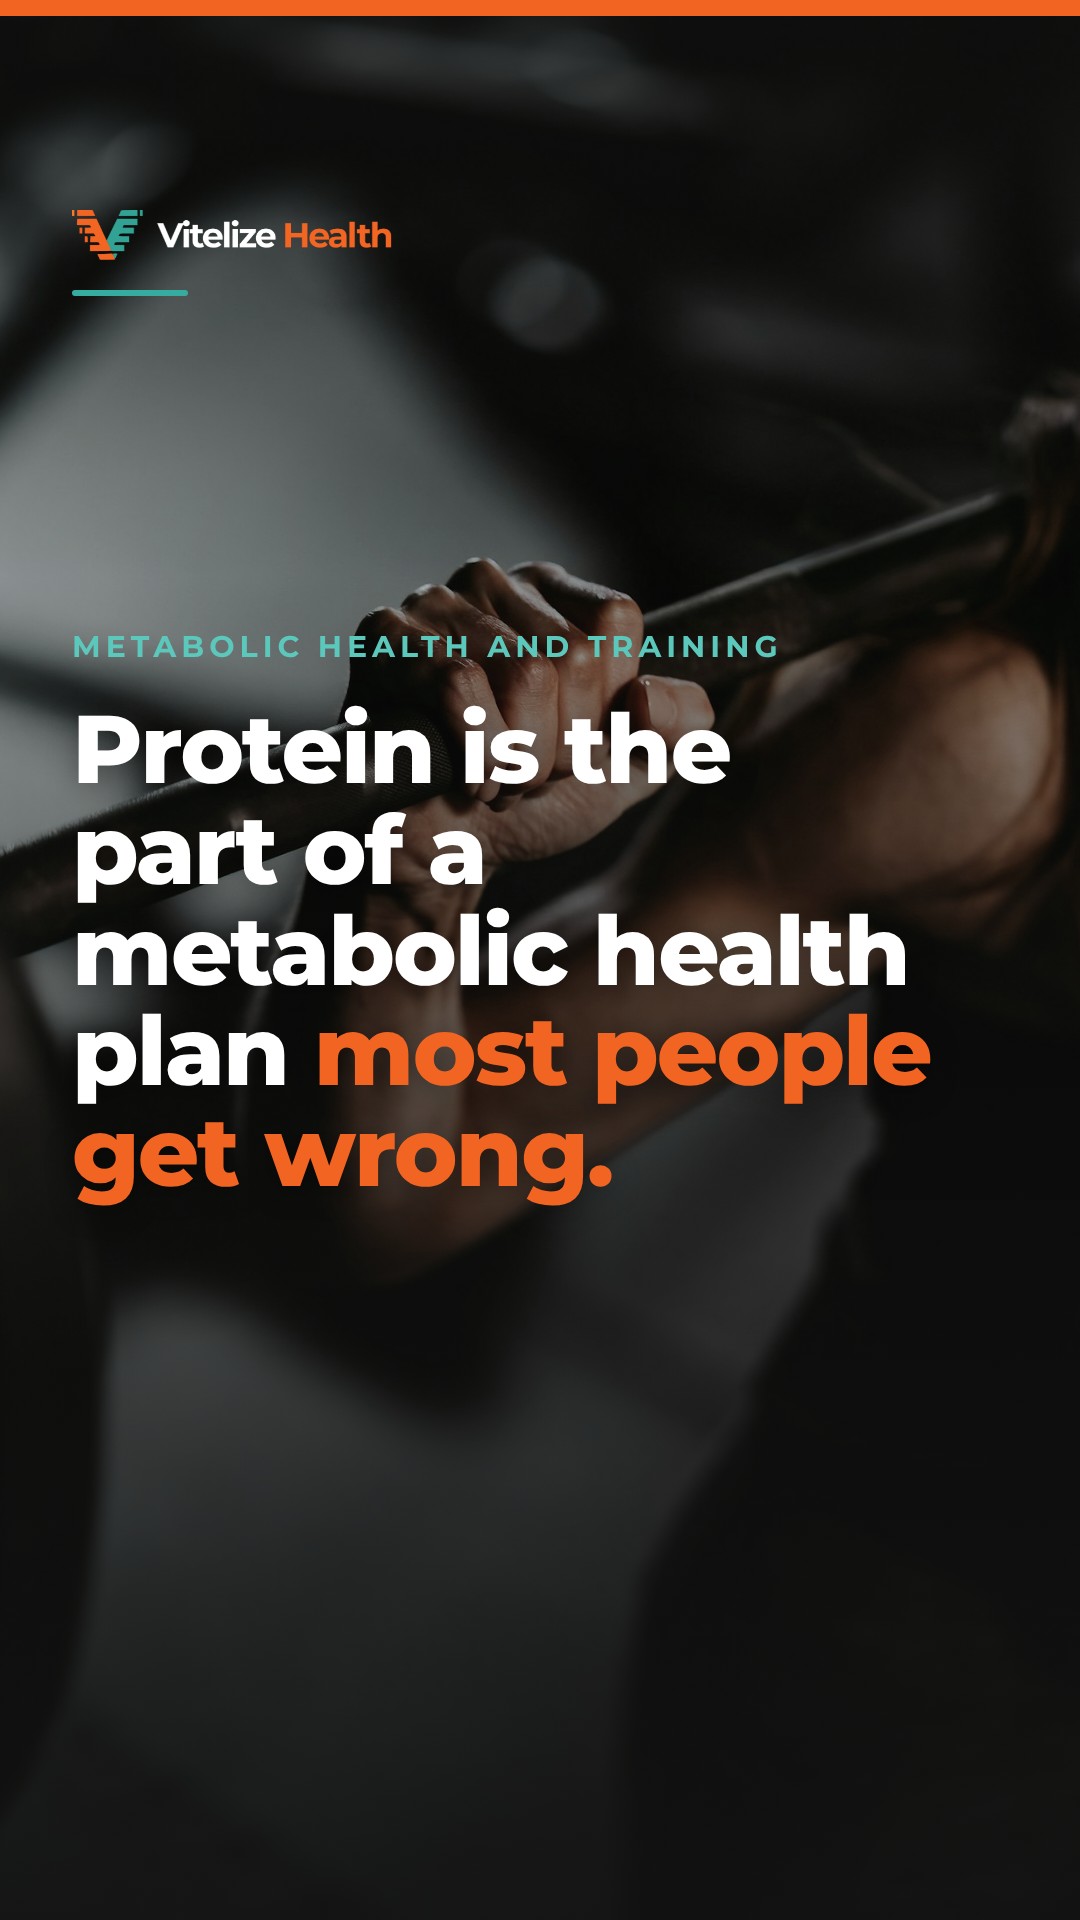 Vitelize Health
METABOLIC HEALTH AND TRAINING
Protein is the
part of a
metabolic health
plan most people
get wrong.